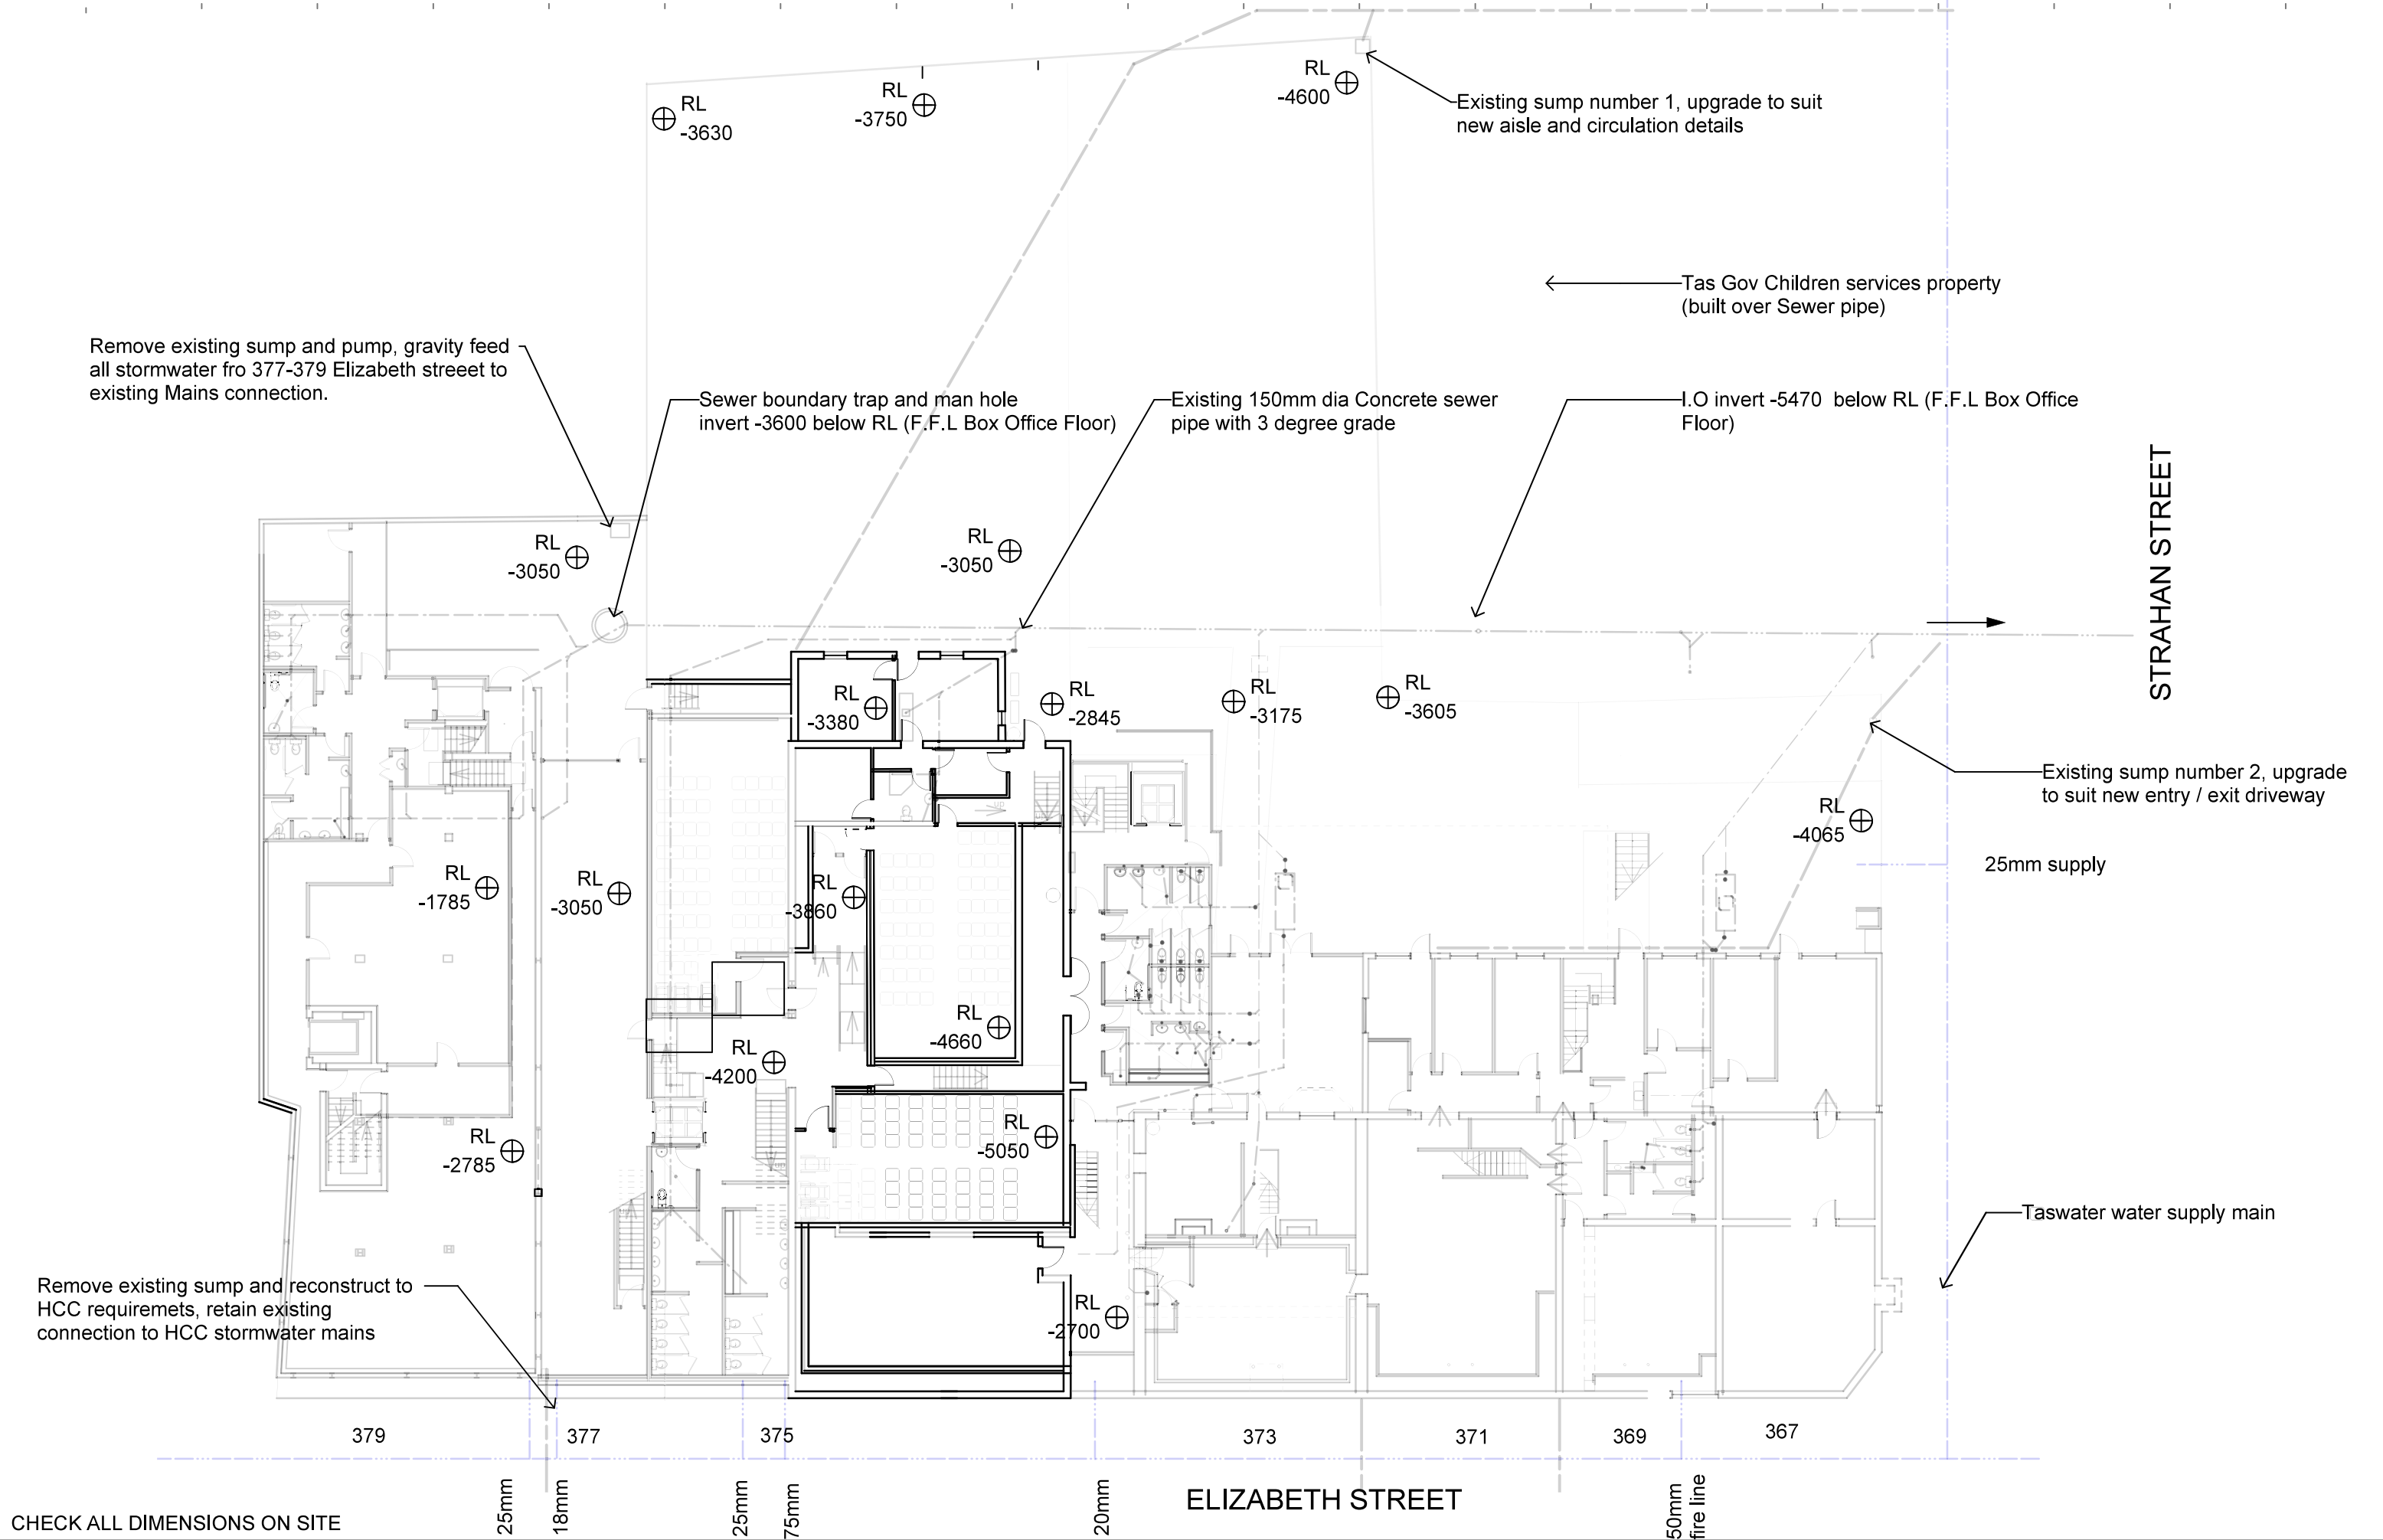 RL
-4600
RL
-3750
RL
-3630
Existing sump number 1, upgrade to suit
new aisle and circulation details
Tas Gov Children services property
(built over Sewer pipe)
Remove existing sump and pump, gravity feed
all stormwater fro 377-379 Elizabeth streeet to
existing Mains connection.
Sewer boundary trap and man hole
invert -3600 below RL (F.F.L Box Office Floor)
Existing 150mm dia Concrete sewer
pipe with 3 degree grade
I.O invert -5470 below RL (F.F.L Box Office
Floor)
STRAHAN STREET
RL
-3050
RL
-3050
RL
-3380
RL
-2845
RL
-3175
RL
-3605
Existing sump number 2, upgrade
to suit new entry / exit driveway
RL
-4065
25mm supply
RL
-1785
RL
-3050
RL
-3860
UP
RL
-4660
RL
-4200
RL
-5050
RL
-2785
Taswater water supply main
Remove existing sump and reconstruct to
HCC requiremets, retain existing
connection to HCC stormwater mains
RL
-2700
379
377
375
373
371
369
367
25mm
18mm
25mm
75mm
20mm
50mm
fire line
ELIZABETH STREET
CHECK ALL DIMENSIONS ON SITE